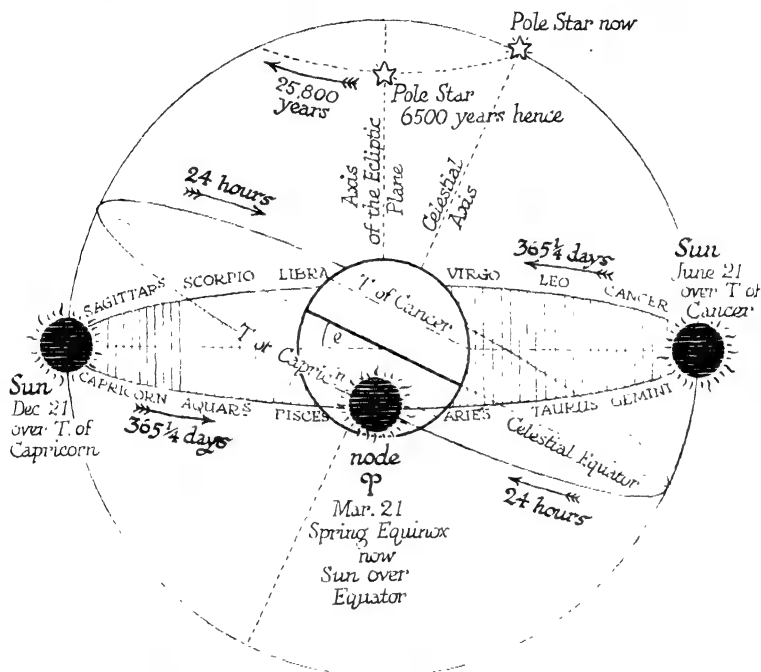 Pole Star now
25,800
years
Pole Star
6500 years hence
24 hours
Axis
of the Ecliptic
Plane
Celestial
Axis
365¼ days
Sun
June 21
over T of
Cancer
SAGITTARS
SCORPIO
LIBRA
VIRGO
LEO
CANCER
T of Cancer
T of Capricn
e
Sun
Dec 21
over T. of
Capricorn
CAPRICORN
AQUARS
PISCES
ARIES
TAURUS
GEMINI
365¼ days
Celestial Equator
24 hours
node
♈
Mar. 21
Spring Equinox
now
Sun over
Equator